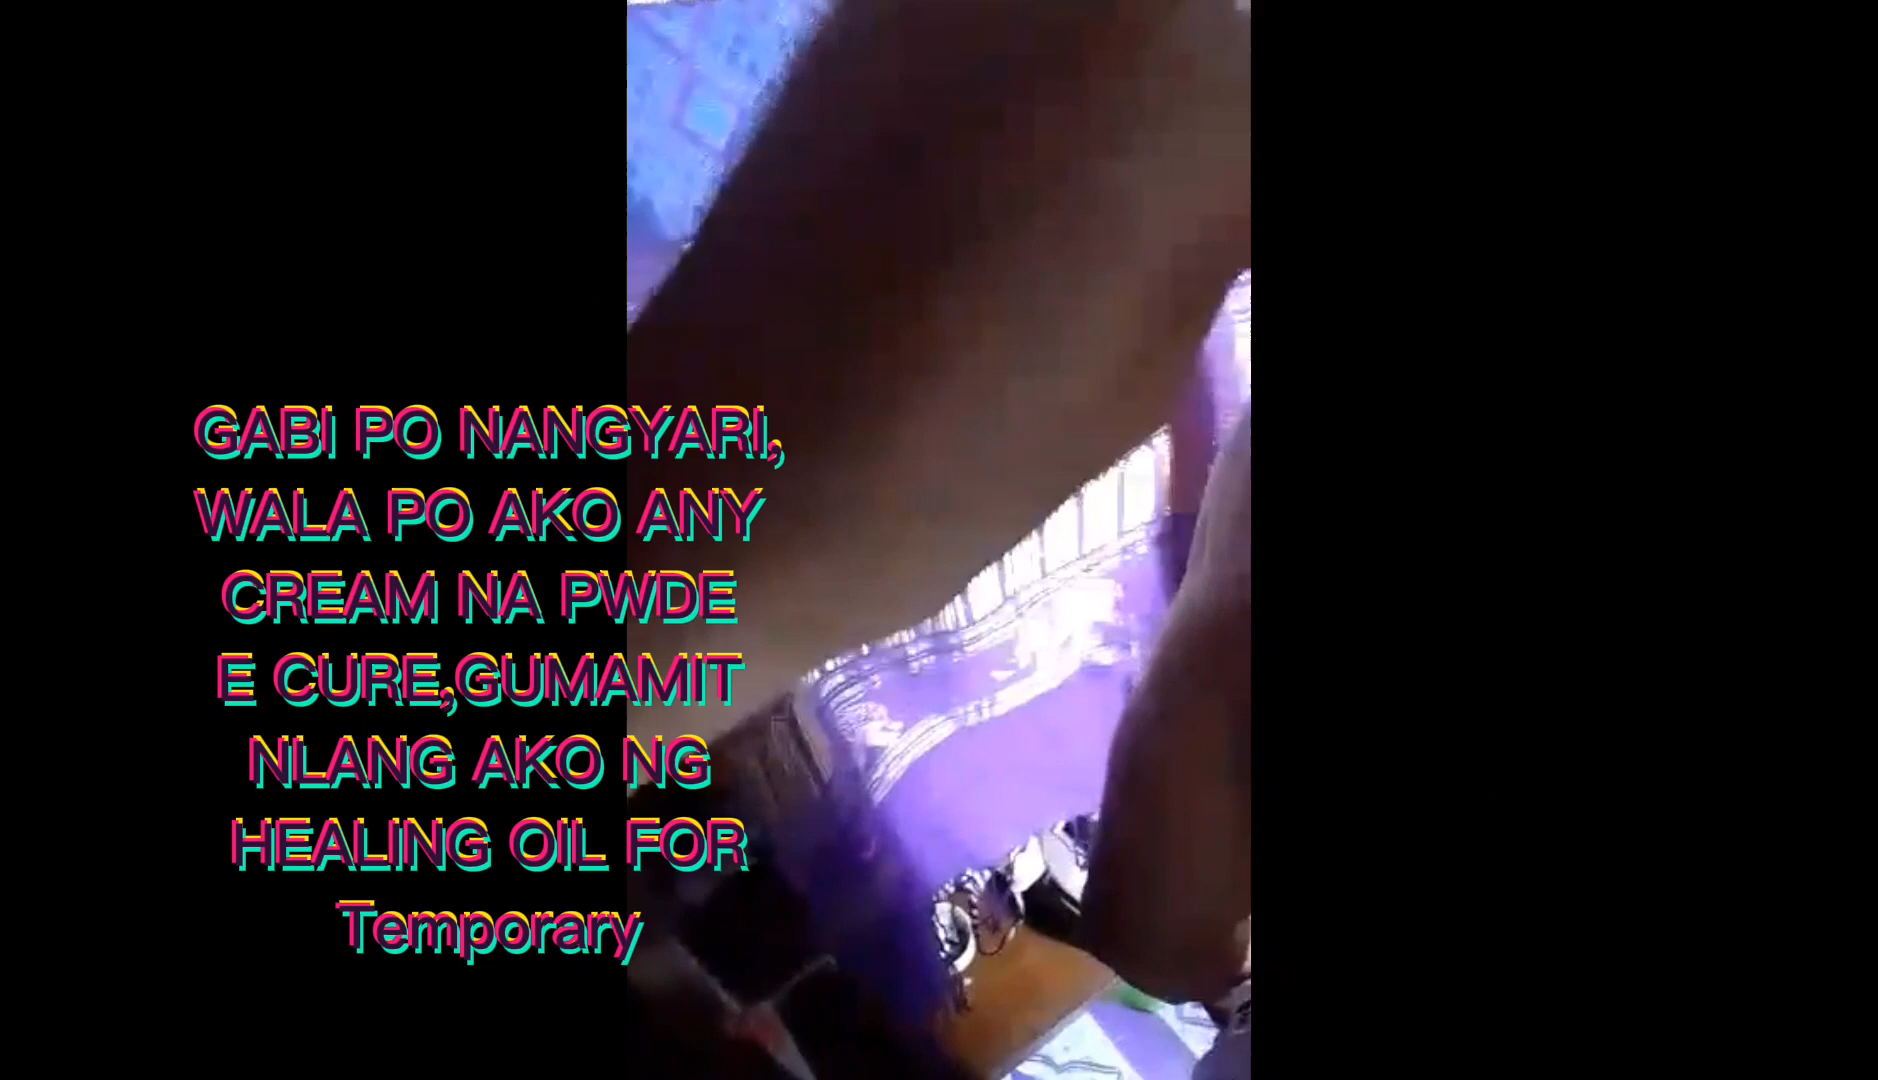 GABI PO NANGYARI,
WALA PO AKO ANY
CREAM NA PWDE
E CURE,GUMAMIT
NLANG AKO NG
HEALING OIL FOR
Temporary